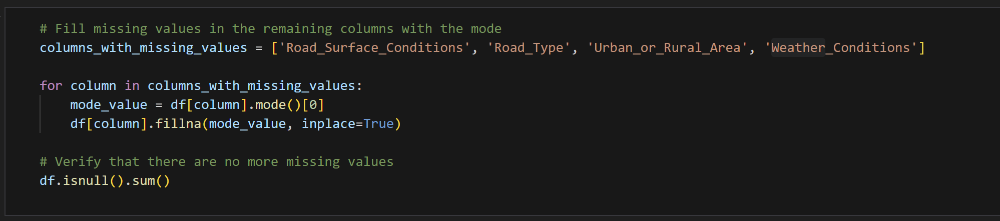 # Fill missing values in the remaining columns with the mode
columns_with_missing_values = ['Road_Surface_Conditions', 'Road_Type', 'Urban_or_Rural_Area', 'Weather_Conditions']
for column in columns_with_missing_values:
    mode_value = df[column].mode()[0]
    df[column].fillna(mode_value, inplace=True)
# Verify that there are no more missing values
df.isnull().sum()